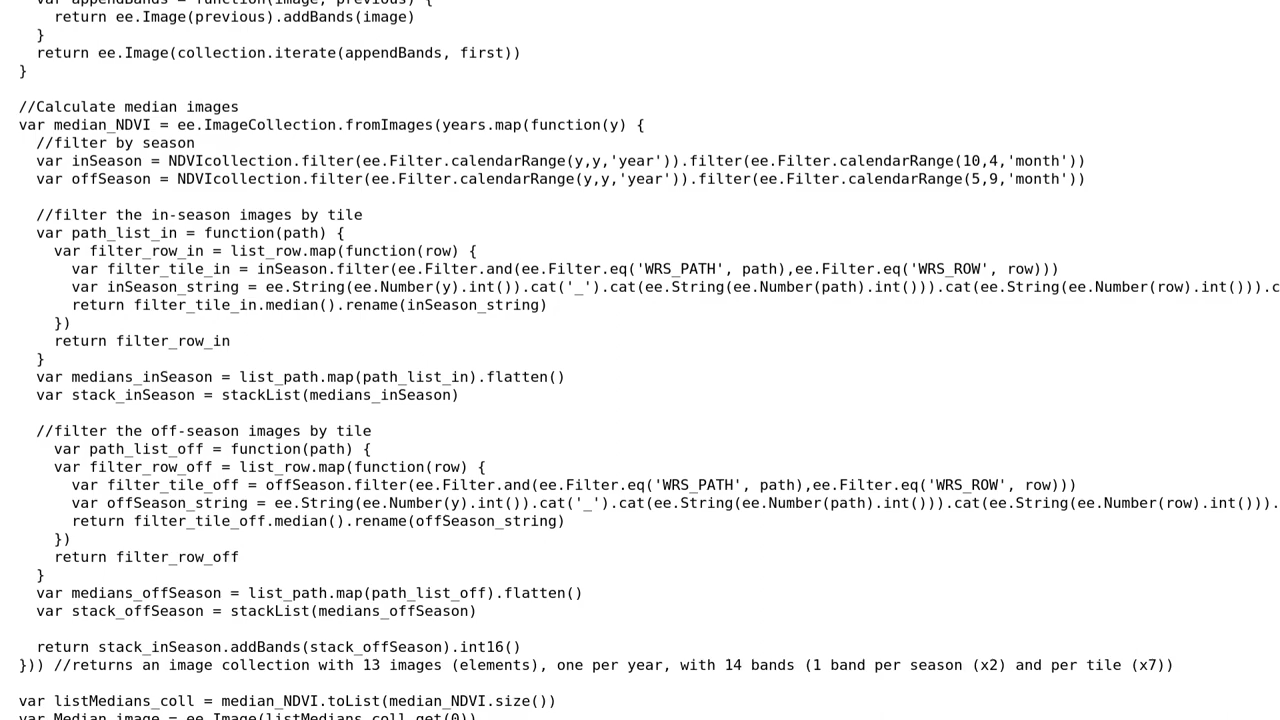 var appendBands = function(image, previous) {
return ee.Image(previous).addBands(image)
}
return ee.Image(collection.iterate(appendBands, first))
}
//Calculate median images
var median_NDVI = ee.ImageCollection.fromImages(years.map(function(y) {
//filter by season
var inSeason = NDVIcollection.filter(ee.Filter.calendarRange(y,y,'year')).filter(ee.Filter.calendarRange(10,4,'month'))
var offSeason = NDVIcollection.filter(ee.Filter.calendarRange(y,y,'year')).filter(ee.Filter.calendarRange(5,9,'month'))
//filter the in-season images by tile
var path_list_in = function(path) {
var filter_row_in = list_row.map(function(row) {
var filter_tile_in = inSeason.filter(ee.Filter.and(ee.Filter.eq('WRS_PATH', path),ee.Filter.eq('WRS_ROW', row)))
var inSeason_string = ee.String(ee.Number(y).int()).cat('_').cat(ee.String(ee.Number(path).int())).cat(ee.String(ee.Number(row).int())).c
return filter_tile_in.median().rename(inSeason_string)
})
return filter_row_in
}
var medians_inSeason = list_path.map(path_list_in).flatten()
var stack_inSeason = stackList(medians_inSeason)
//filter the off-season images by tile
var path_list_off = function(path) {
var filter_row_off = list_row.map(function(row) {
var filter_tile_off = offSeason.filter(ee.Filter.and(ee.Filter.eq('WRS_PATH', path),ee.Filter.eq('WRS_ROW', row)))
var offSeason_string = ee.String(ee.Number(y).int()).cat('_').cat(ee.String(ee.Number(path).int())).cat(ee.String(ee.Number(row).int())).
return filter_tile_off.median().rename(offSeason_string)
})
return filter_row_off
}
var medians_offSeason = list_path.map(path_list_off).flatten()
var stack_offSeason = stackList(medians_offSeason)
return stack_inSeason.addBands(stack_offSeason).int16()
})) //returns an image collection with 13 images (elements), one per year, with 14 bands (1 band per season (x2) and per tile (x7))
var listMedians_coll = median_NDVI.toList(median_NDVI.size())
var Median_image = ee.Image(listMedians_coll.get(0))